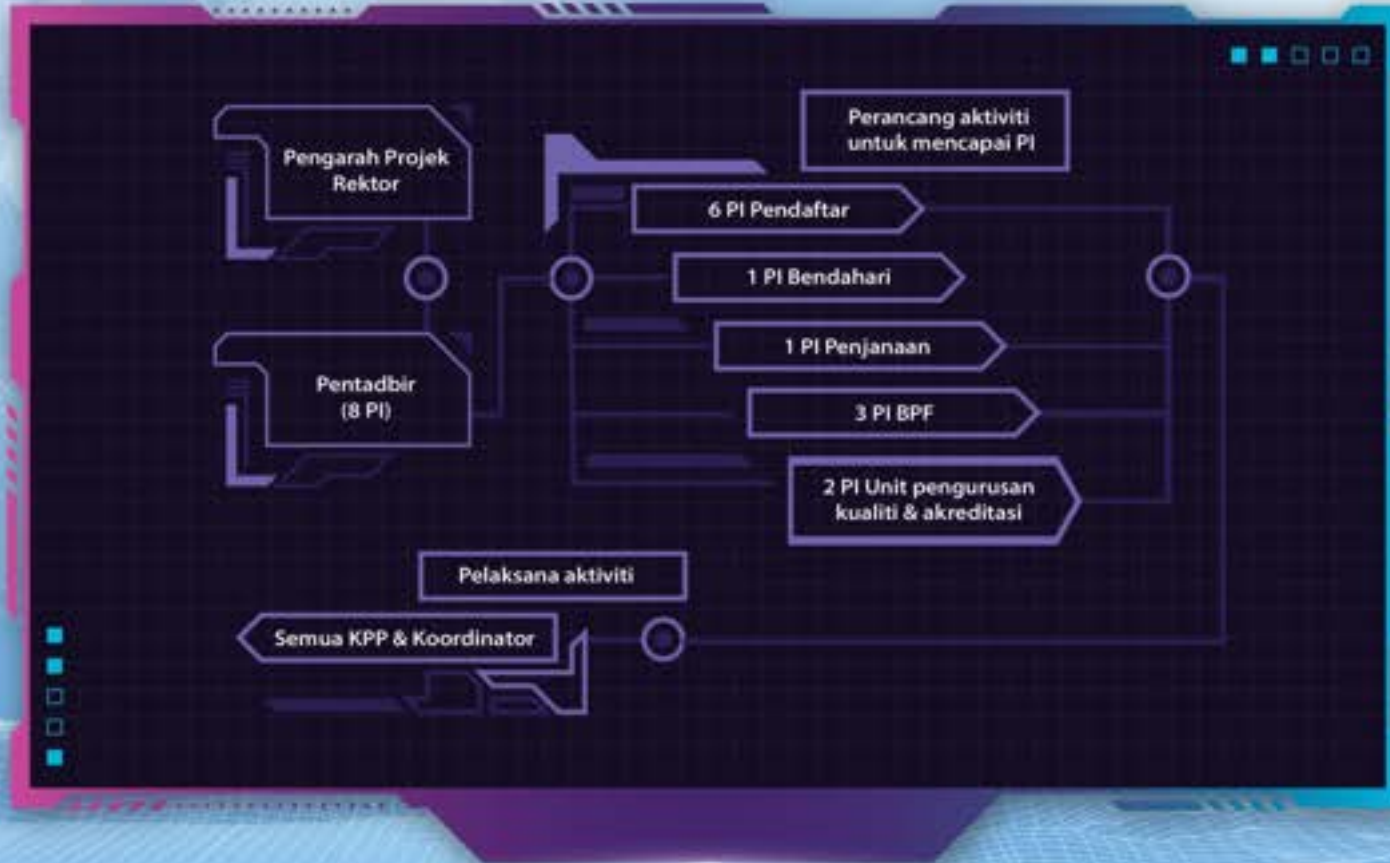 Pengarah Projek
Rektor
Pentadbir
(8 PI)
Perancang aktiviti
untuk mencapai PI
6 PI Pendaftar
1 PI Bendahari
1 PI Penjanaan
3 PI BPF
2 PI Unit pengurusan
kualiti & akreditasi
Pelaksana aktiviti
Semua KPP & Koordinator